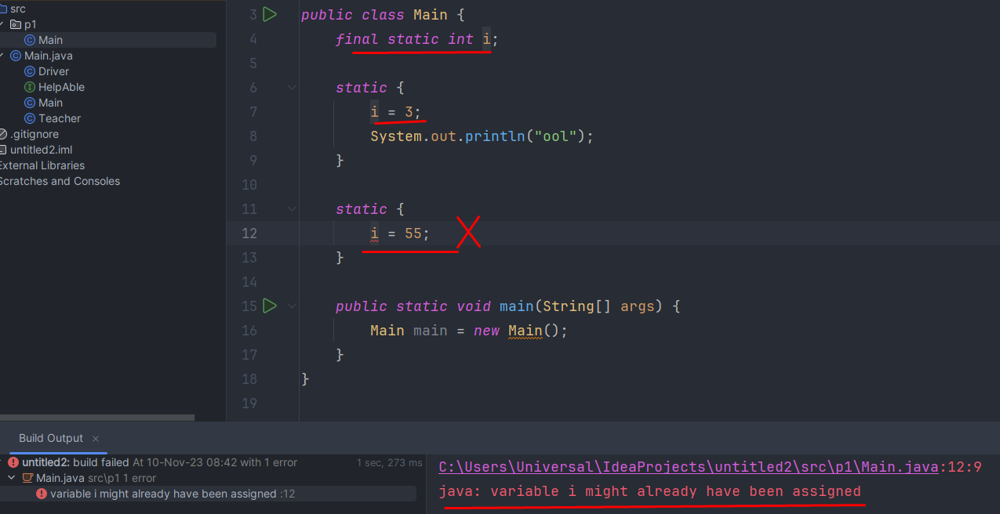 src
p1
Main
Main.java
Driver
HelpAble
Main
Teacher
.gitignore
untitled2.iml
External Libraries
Scratches and Consoles
3 public class Main {
4 final static int i;
5
6 static {
7 i = 3;
8 System.out.println("ool");
9 }
10
11 static {
12 i = 55;
13 }
14
15 public static void main(String[] args) {
16 Main main = new Main();
17 }
18 }
19
Build Output ×
untitled2: build failed At 10-Nov-23 08:42 with 1 error 1 sec, 273 ms
Main.java src\p1 1 error
variable i might already have been assigned :12
C:\Users\Universal\IdeaProjects\untitled2\src\p1\Main.java:12:9
java: variable i might already have been assigned